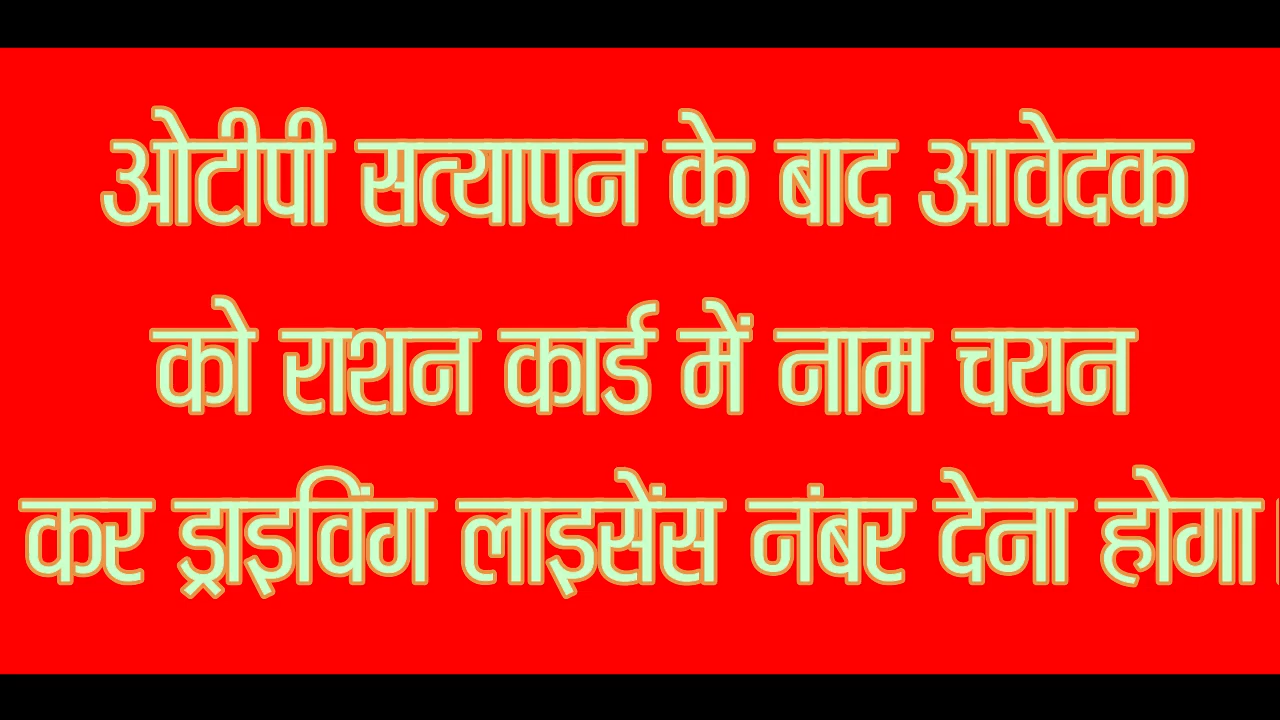 ओटीपी सत्यापन के बाद आवेदक
को राशन कार्ड में नाम चयन
कर ड्राइविंग लाइसेंस नंबर देना होगा।